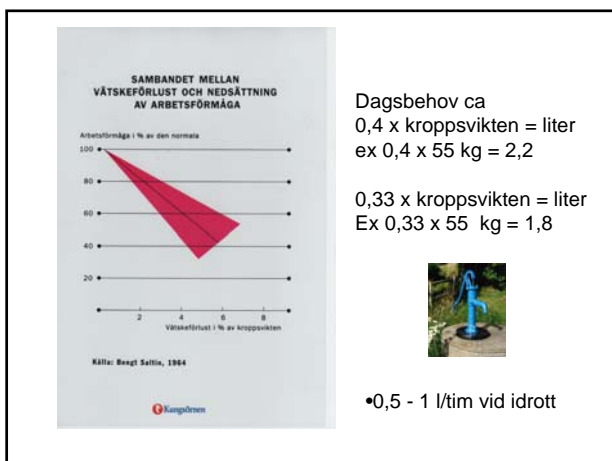 SAMBANDET MELLAN
VÄTSKEFÖRLUST OCH NEDSÄTTNING
AV ARBETSFÖRMÅGA
Arbetsförmåga i % av den normala
100
80
60
40
20
2 4 6 8
Vätskeförlust i % av kroppsvikten
Källa: Bengt Saltin, 1964
Kungsörnen
Dagsbehov ca
0,4 x kroppsvikten = liter
ex 0,4 x 55 kg = 2,2
0,33 x kroppsvikten = liter
Ex 0,33 x 55 kg = 1,8
•0,5 - 1 l/tim vid idrott